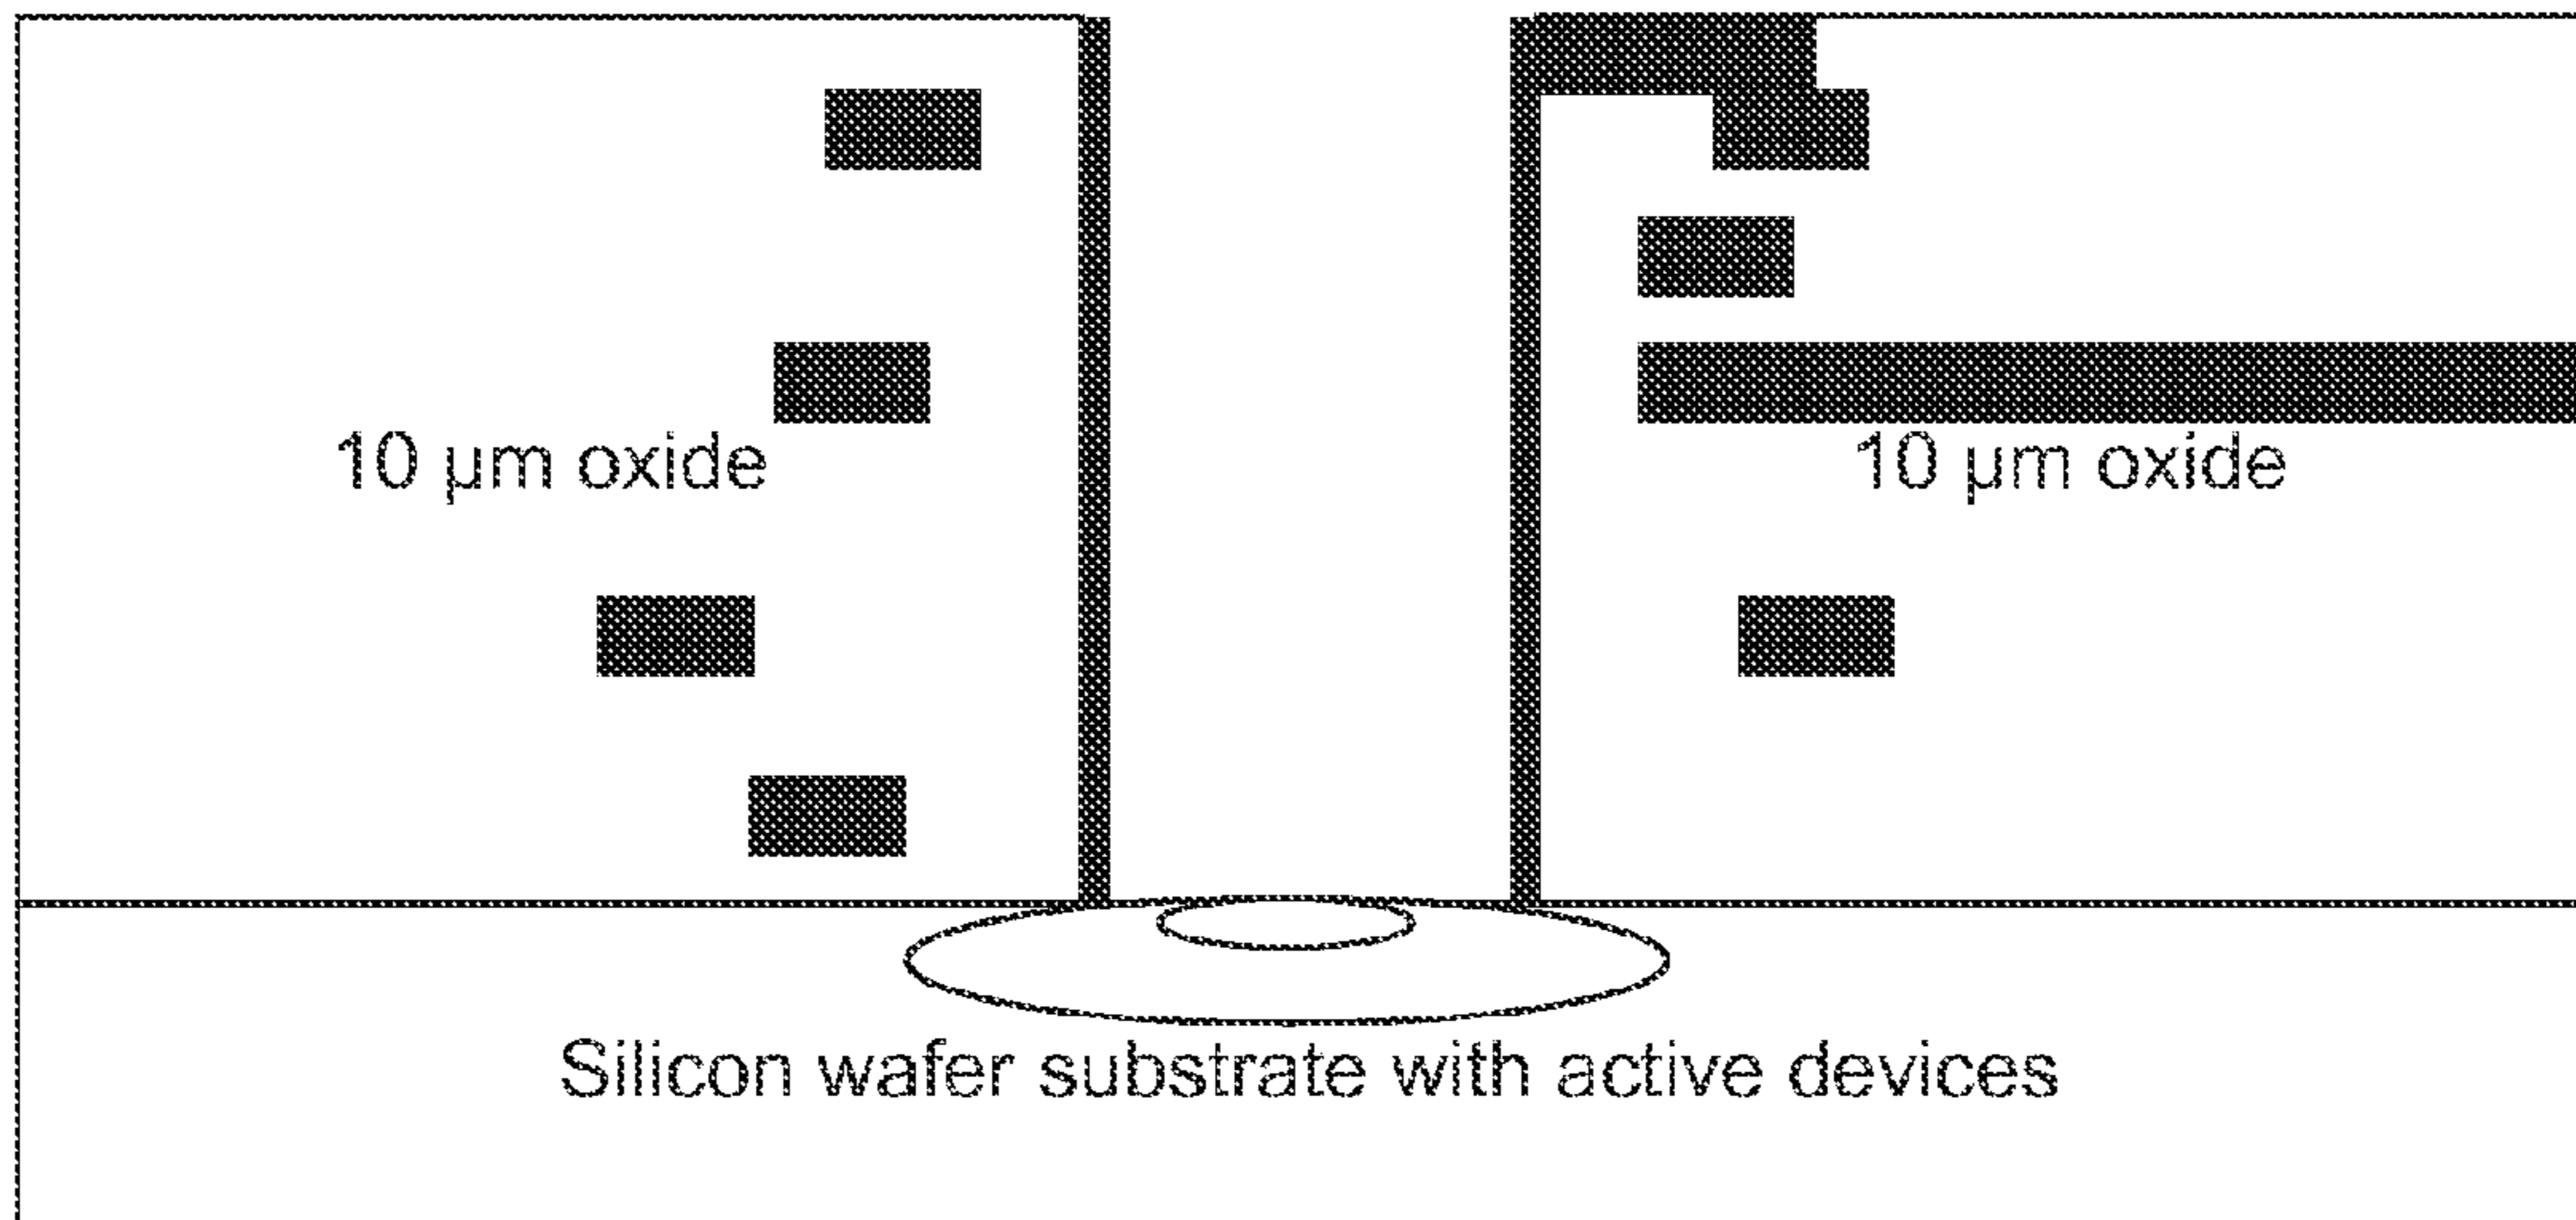 10 µm oxide
10 µm oxide
Silicon wafer substrate with active devices